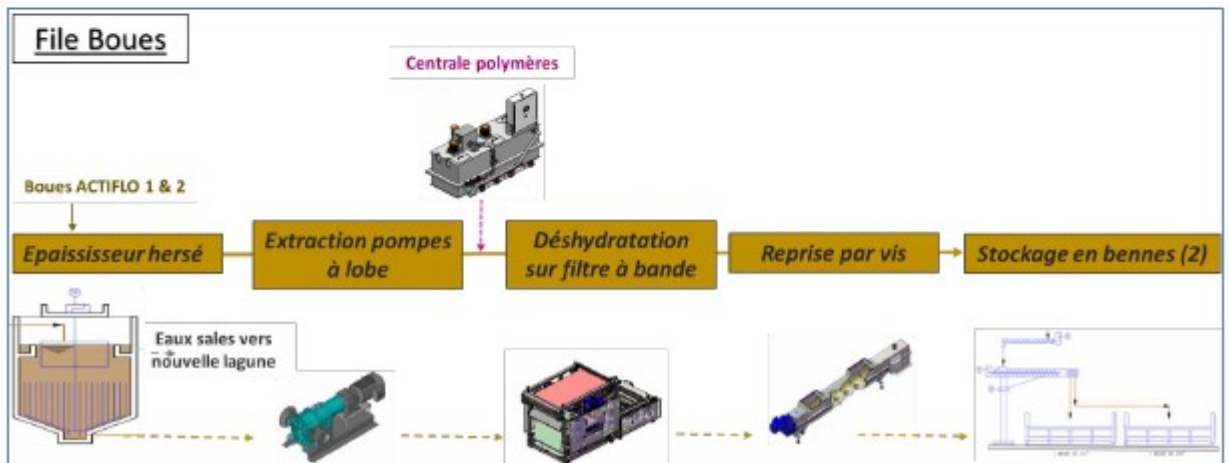 File Boues
Centrale polymères
Boues ACTIFLO 1 & 2
Epaississeur hersé
Extraction pompes
à lobe
Déshydratation
sur filtre à bande
Reprise par vis
Stockage en bennes (2)
Eaux sales vers
nouvelle lagune